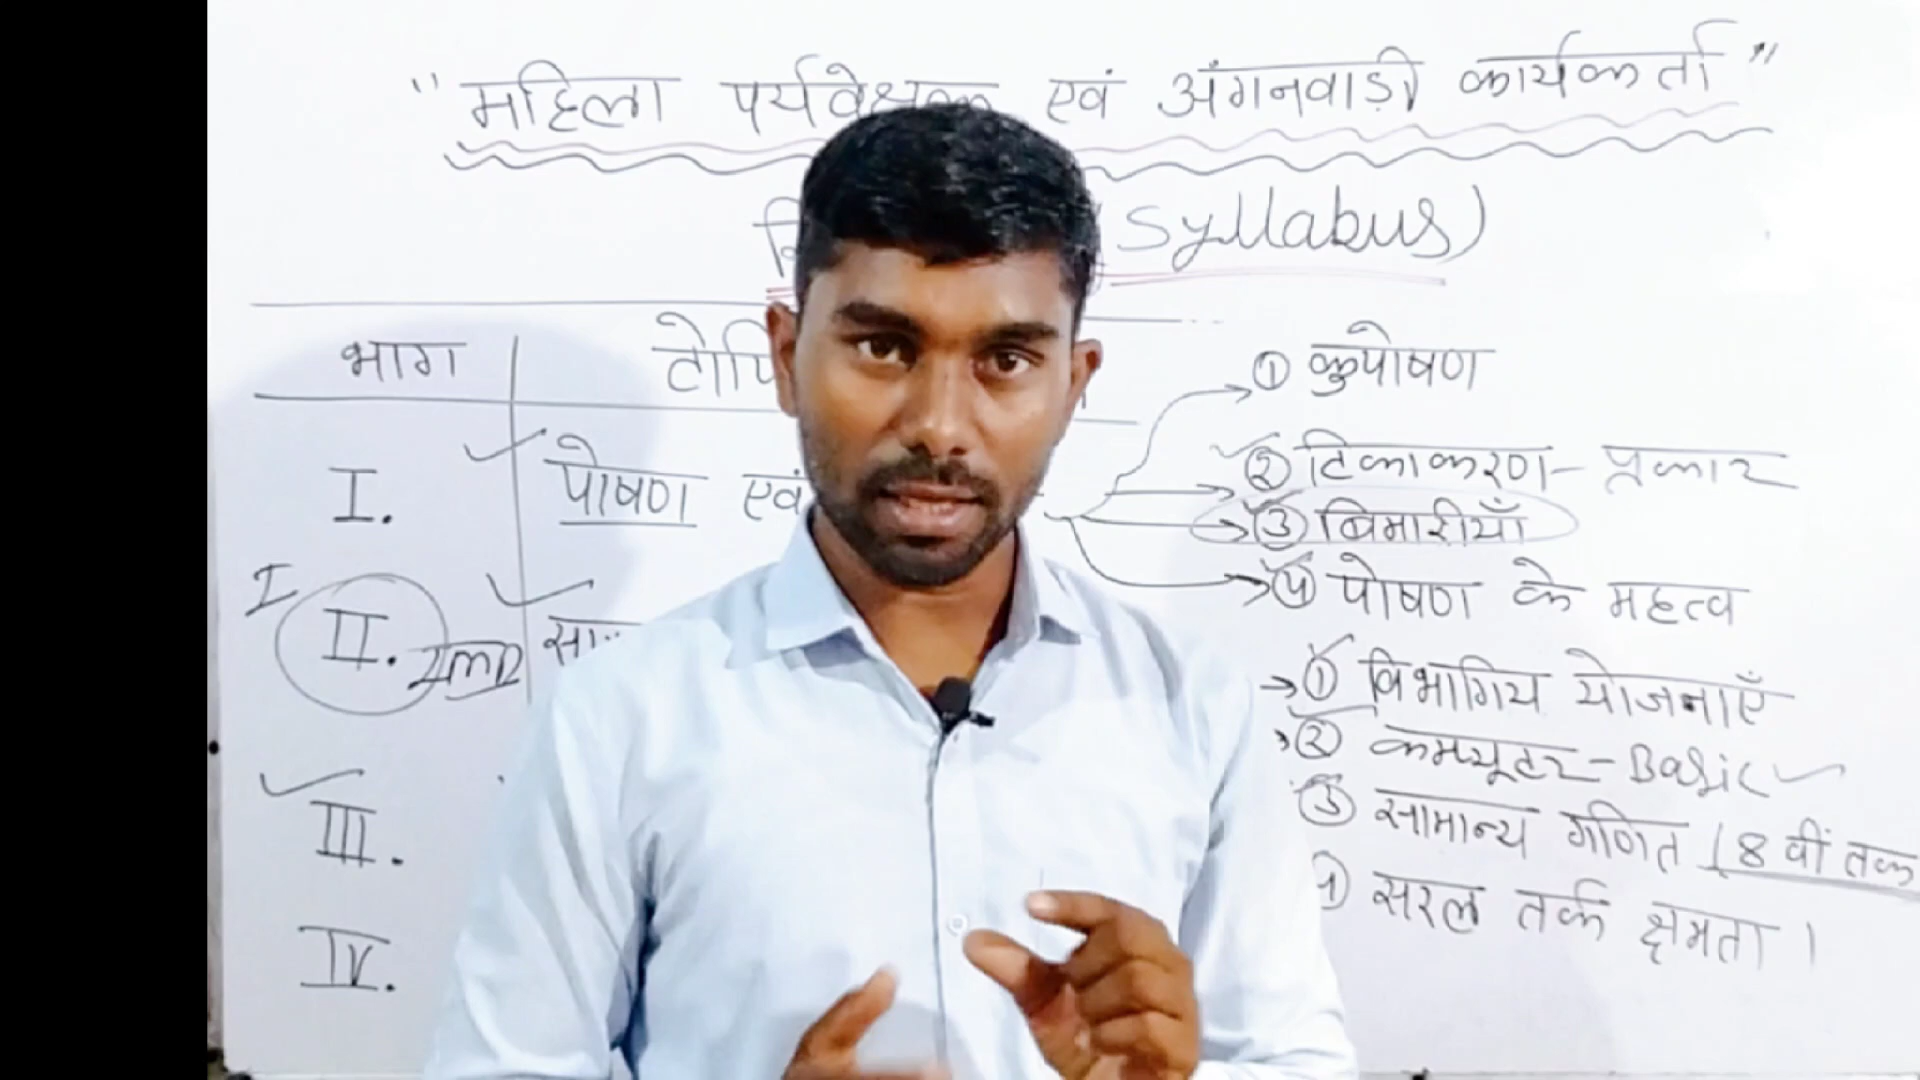 "महिला पर्यवेक्षक एवं अंगनवाड़ी कार्यकर्ता"
(Syllabus)
भाग
I. पोषण एवं
① कुपोषण
② टिकाकरण - प्रकार
③ बिमारीयाँ
④ पोषण के महत्व
I II.
① विभागिय योजनाएँ
② कम्प्यूटर - Basic
③ सामान्य गणित (8 वीं तक
④ सरल तर्क क्षमता।
III.
IV.